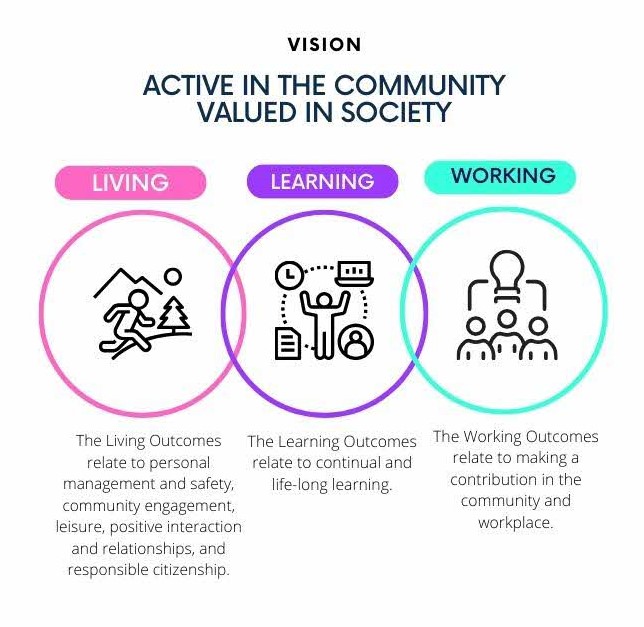 VISION
ACTIVE IN THE COMMUNITY
VALUED IN SOCIETY
LIVING
LEARNING
WORKING
The Living Outcomes
relate to personal
management and safety,
community engagement,
leisure, positive interaction
and relationships, and
responsible citizenship.
The Learning Outcomes
relate to continual and
life-long learning.
The Working Outcomes
relate to making a
contribution in the
community and
workplace.